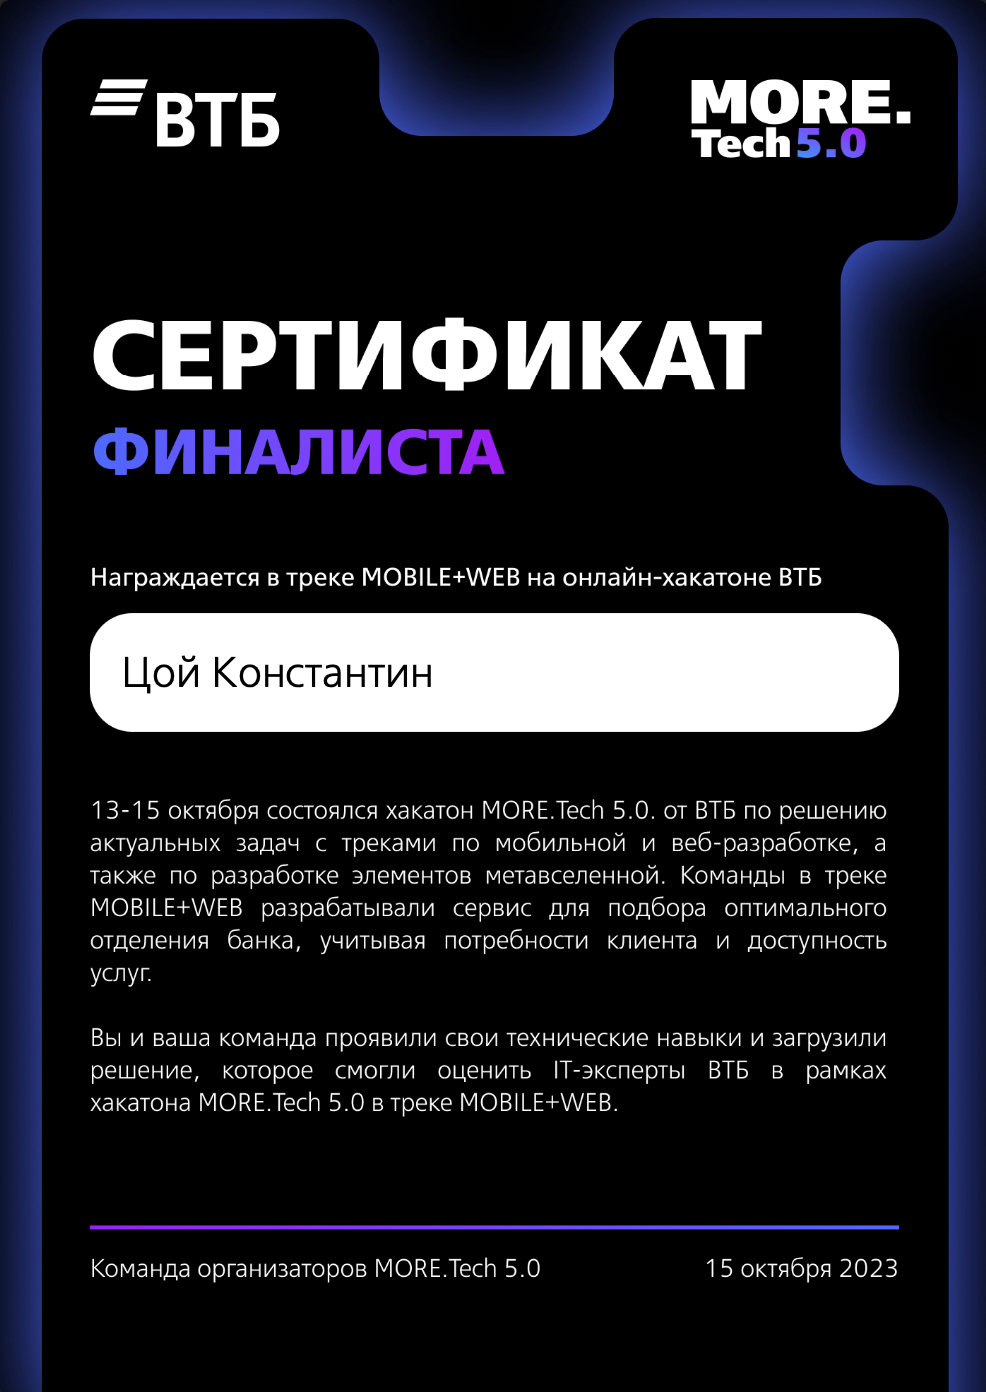 ВТБ
MORE.
Tech 5.0
СЕРТИФИКАТ
ФИНАЛИСТА
Награждается в треке MOBILE+WEB на онлайн-хакатоне ВТБ
Цой Константин
13-15 октября состоялся хакатон MORE.Tech 5.0. от ВТБ по решению
актуальных задач с треками по мобильной и веб-разработке, а
также по разработке элементов метавселенной. Команды в треке
MOBILE+WEB разрабатывали сервис для подбора оптимального
отделения банка, учитывая потребности клиента и доступность
услуг.
Вы и ваша команда проявили свои технические навыки и загрузили
решение, которое смогли оценить IT-эксперты ВТБ в рамках
хакатона MORE.Tech 5.0 в треке MOBILE+WEB.
Команда организаторов MORE.Tech 5.0
15 октября 2023